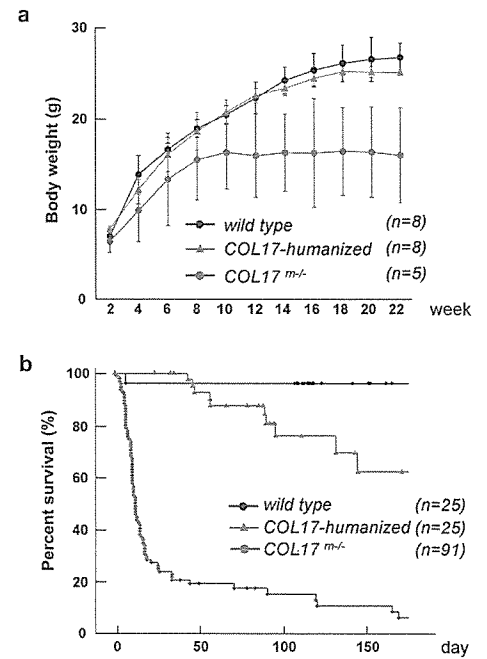 a
Body weight (g)
30
20
10
0
wild type (n=8)
COL17-humanized (n=8)
COL17 m-/- (n=5)
2 4 6 8 10 12 14 16 18 20 22 week
b
Percent survival (%)
100
80
60
40
20
0
wild type (n=25)
COL17-humanized (n=25)
COL17 m-/- (n=91)
0 50 100 150 day